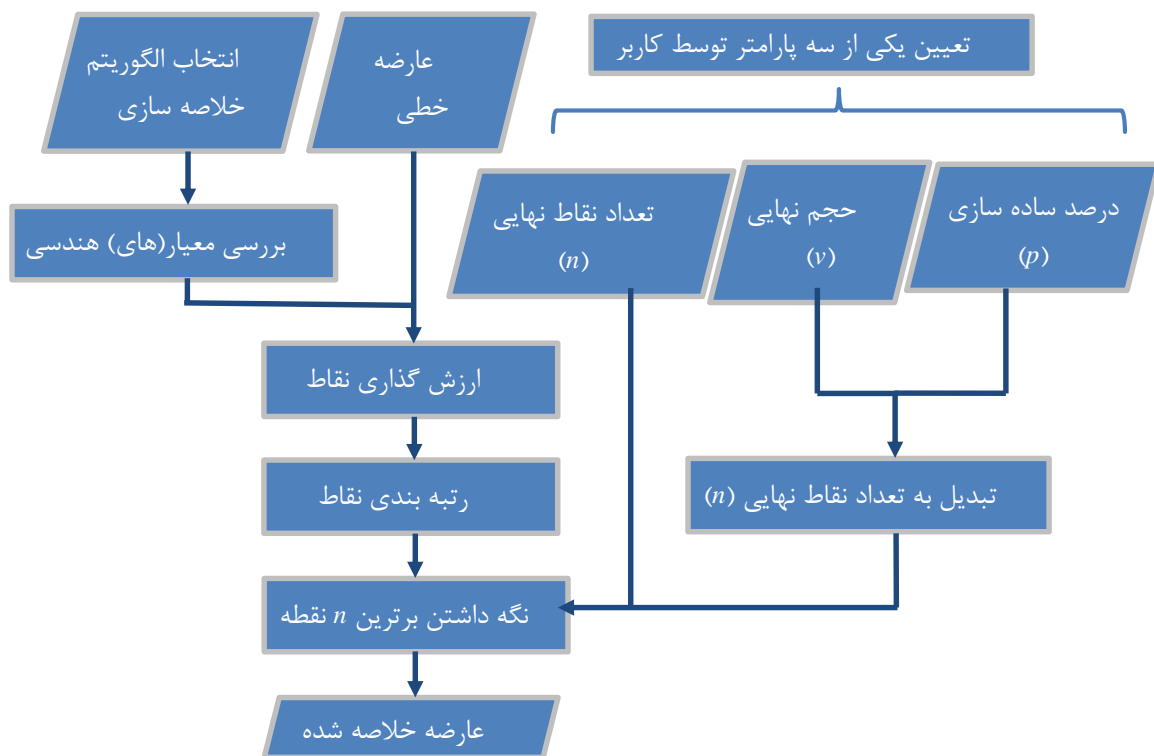 تعیین یکی از سه پارامتر توسط کاربر
عارضه
خطی
انتخاب الگوریتم
خلاصه سازی
درصد ساده سازی
(p)
حجم نهایی
(v)
تعداد نقاط نهایی
(n)
بررسی معیار(های) هندسی
ارزش گذاری نقاط
تبدیل به تعداد نقاط نهایی (n)
رتبه بندی نقاط
نگه داشتن برترین n نقطه
عارضه خلاصه شده